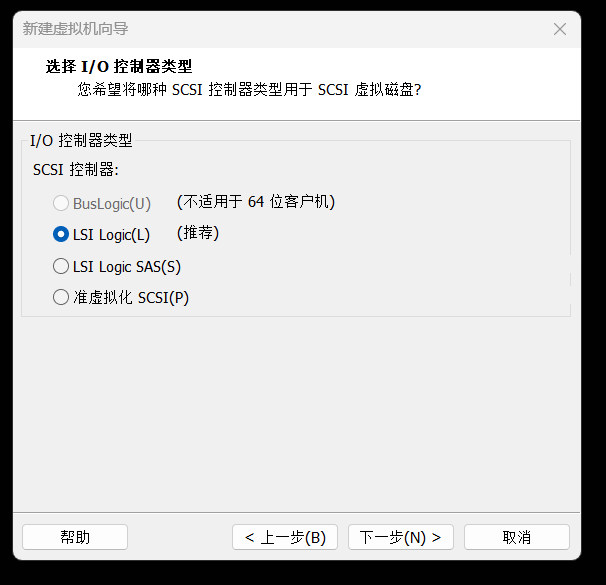 新建虚拟机向导
选择 I/O 控制器类型
您希望将哪种 SCSI 控制器类型用于 SCSI 虚拟磁盘?
I/O 控制器类型
SCSI 控制器:
BusLogic(U) (不适用于 64 位客户机)
LSI Logic(L) (推荐)
LSI Logic SAS(S)
准虚拟化 SCSI(P)
帮助 < 上一步(B) 下一步(N) > 取消